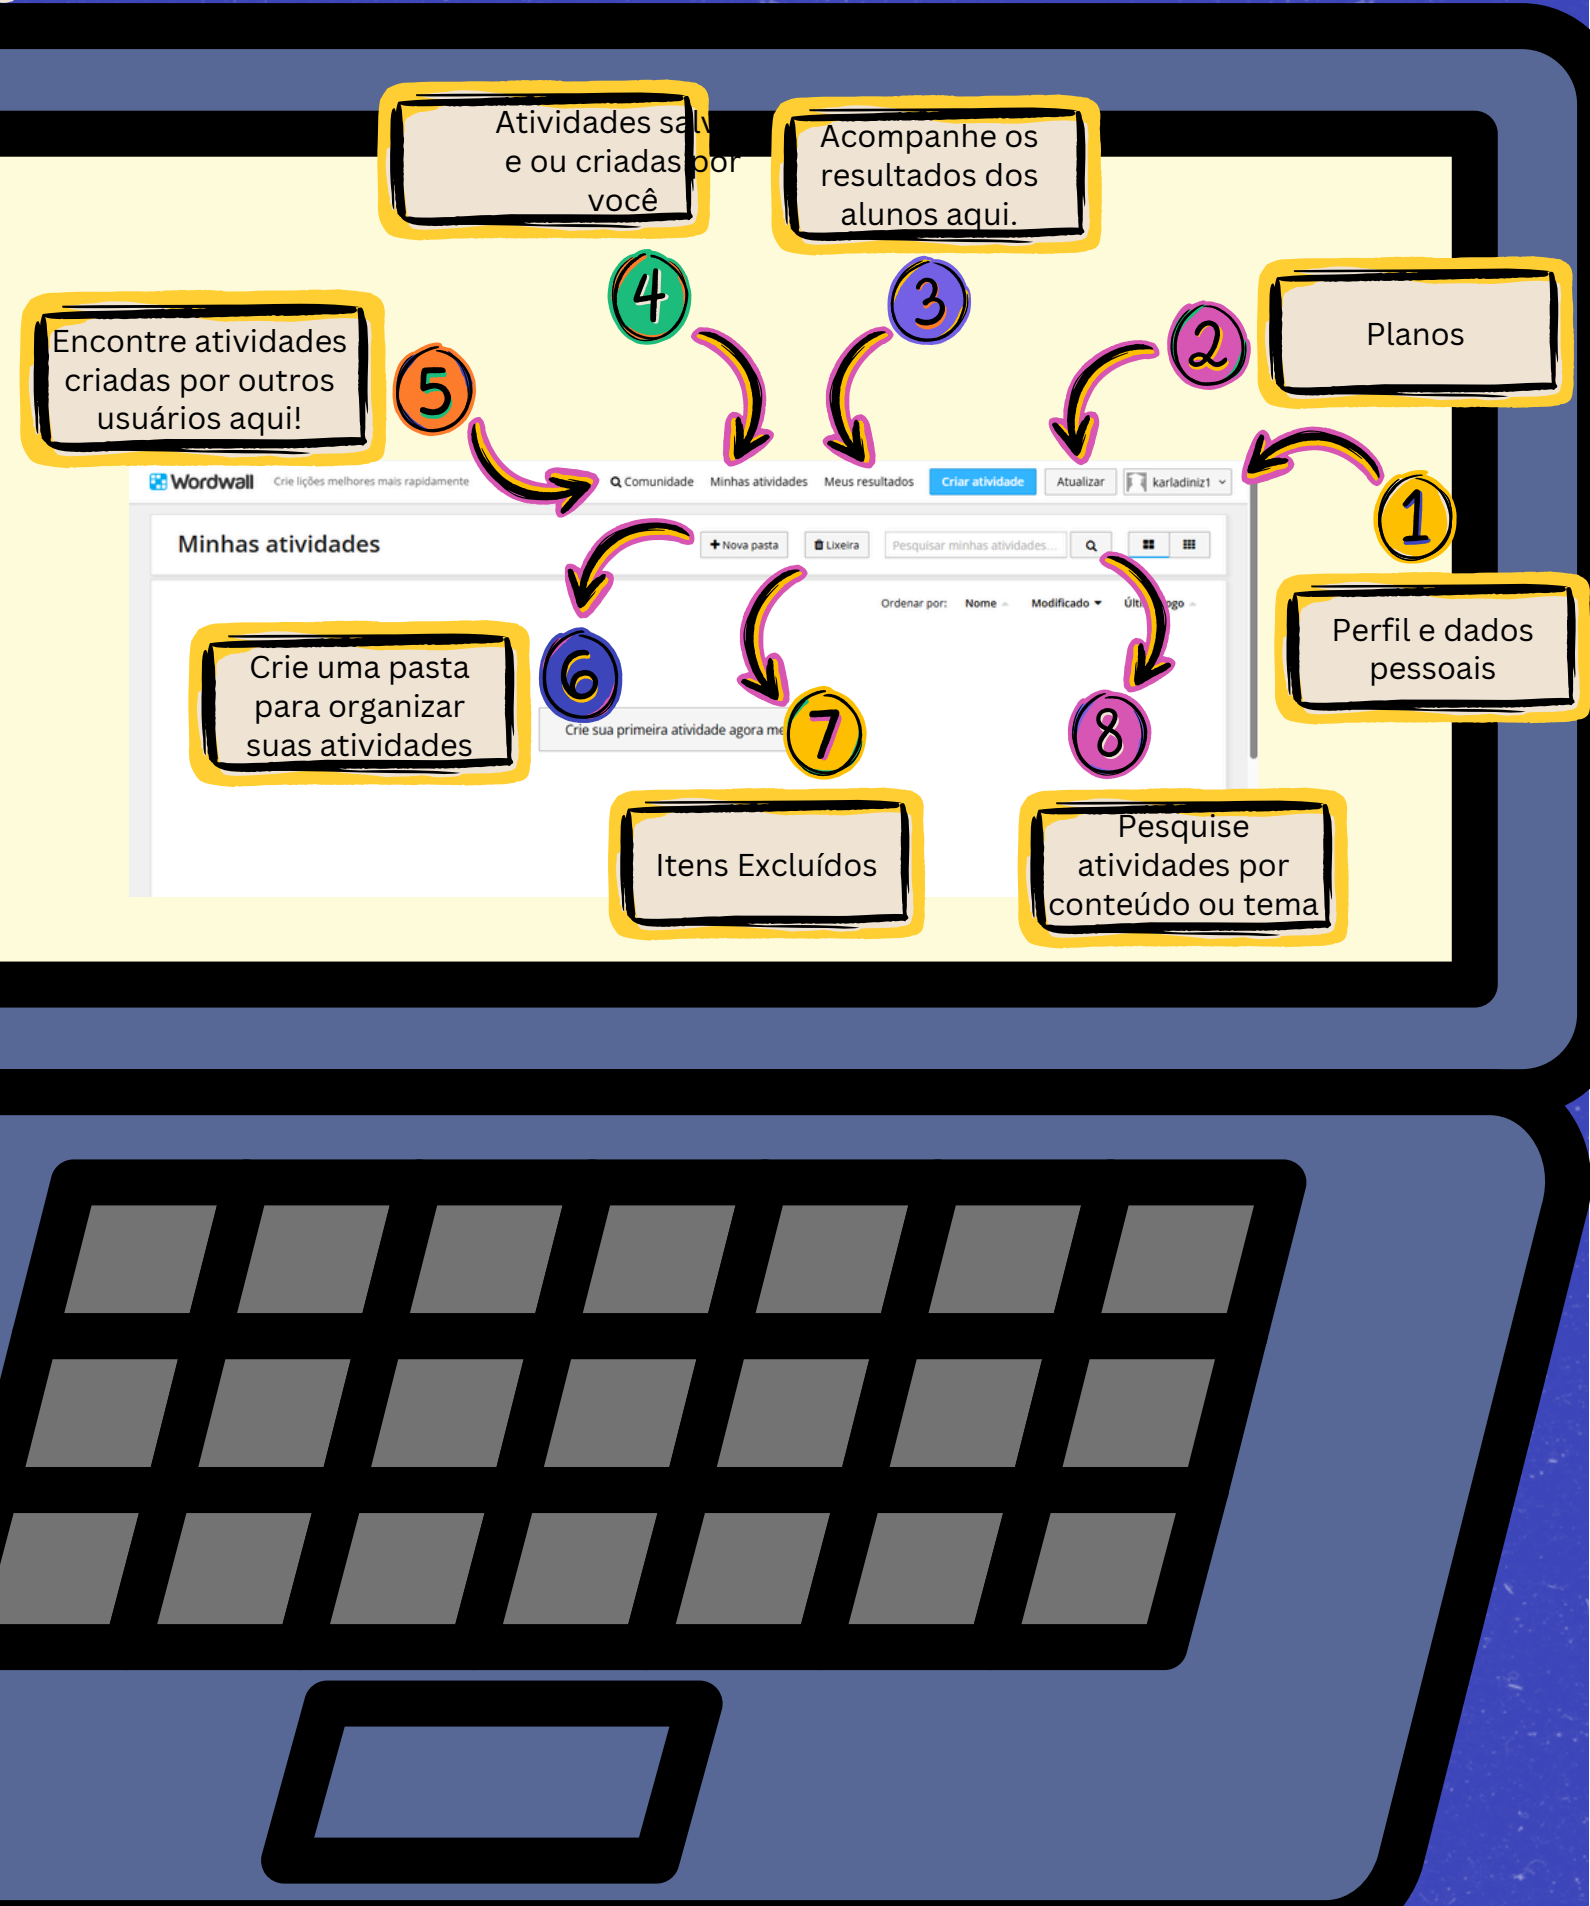 Atividades
e ou criadas por
você
Acompanhe os
resultados dos
alunos aqui.
4
3
2
Planos
Encontre atividades
criadas por outros
usuários aqui!
5
1
Wordwall Crie lições melhores mais rapidamente Comunidade Minhas atividades Meus resultados Criar atividade Atualizar karladiniz1
Minhas atividades Nova pasta Lixeira Pesquisar minhas atividades...
Ordenar por: Nome Modificado
Perfil e dados
pessoais
Crie uma pasta
para organizar
suas atividades
6
Crie sua primeira atividade agora
7
8
Itens Excluídos
Pesquise
atividades por
conteúdo ou tema